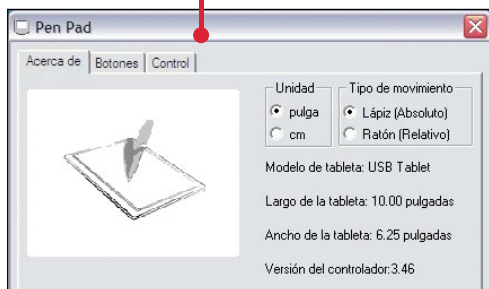 Pen Pad
Acerca de Botones Control
Unidad
pulga
cm
Tipo de movimiento
Lápiz (Absoluto)
Ratón (Relativo)
Modelo de tableta: USB Tablet
Largo de la tableta: 10.00 pulgadas
Ancho de la tableta: 6.25 pulgadas
Versión del controlador:3.46